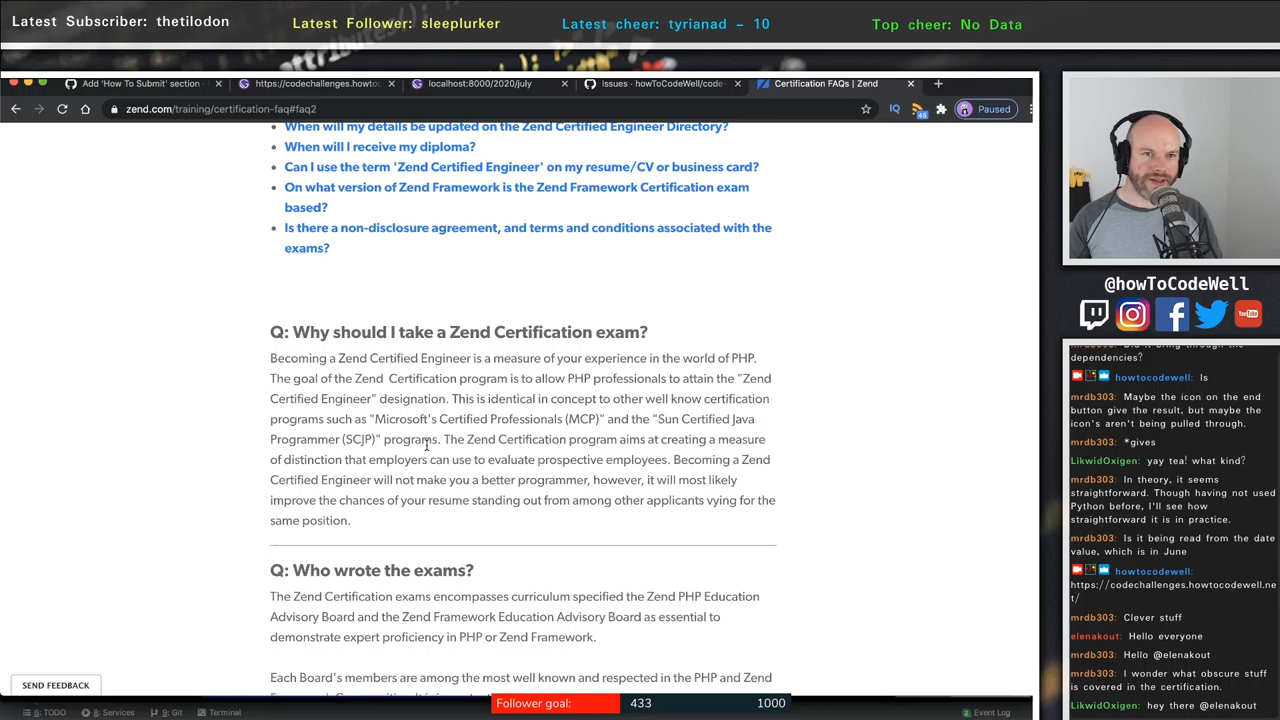 Latest Subscriber: thetilodon
Latest Follower: sleeplurker
Latest cheer: tyrianad - 10
Top cheer: No Data
attributes()
Add 'How To Submit' section -
https://codechallenges.howto
localhost:8000/2020/july
Issues · howToCodeWell/code-
Certification FAQs | Zend
zend.com/training/certification-faq#faq2
IQ
Paused
When will my details be updated on the Zend Certified Engineer Directory?
When will I receive my diploma?
Can I use the term 'Zend Certified Engineer' on my resume/CV or business card?
On what version of Zend Framework is the Zend Framework Certification exam
based?
Is there a non-disclosure agreement, and terms and conditions associated with the
exams?
Q: Why should I take a Zend Certification exam?
Becoming a Zend Certified Engineer is a measure of your experience in the world of PHP.
The goal of the Zend Certification program is to allow PHP professionals to attain the "Zend
Certified Engineer" designation. This is identical in concept to other well know certification
programs such as "Microsoft's Certified Professionals (MCP)" and the "Sun Certified Java
Programmer (SCJP)" programs. The Zend Certification program aims at creating a measure
of distinction that employers can use to evaluate prospective employees. Becoming a Zend
Certified Engineer will not make you a better programmer, however, it will most likely
improve the chances of your resume standing out from among other applicants vying for the
same position.
Q: Who wrote the exams?
The Zend Certification exams encompasses curriculum specified the Zend PHP Education
Advisory Board and the Zend Framework Education Advisory Board as essential to
demonstrate expert proficiency in PHP or Zend Framework.
Each Board's members are among the most well known and respected in the PHP and Zend
SEND FEEDBACK
Follower goal:
433
1000
6: TODO
8: Services
9: Git
Terminal
2 Event Log
@howToCodeWell
You Tube
dependencies?
howtocodewell: Is
mrdb303: Maybe the icon on the end
button give the result, but maybe the
icon's aren't being pulled through.
mrdb303: *gives
LikwidOxigen: yay tea! what kind?
mrdb303: In theory, it seems
straightforward. Though having not used
Python before, I'll see how
straightforward it is in practice.
mrdb303: Is it being read from the date
value, which is in June
howtocodewell:
https://codechallenges.howtocodewell.ne
t/
mrdb303: Clever stuff
elenakout: Hello everyone
mrdb303: Hello @elenakout
mrdb303: I wonder what obscure stuff
is covered in the certification.
LikwidOxigen: hey there @elenakout